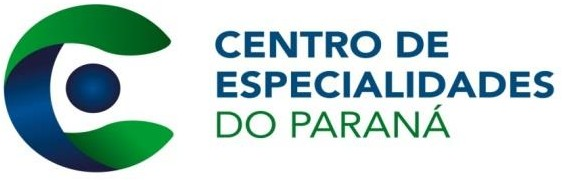 CENTRO DE
ESPECIALIDADES
DO PARANÁ